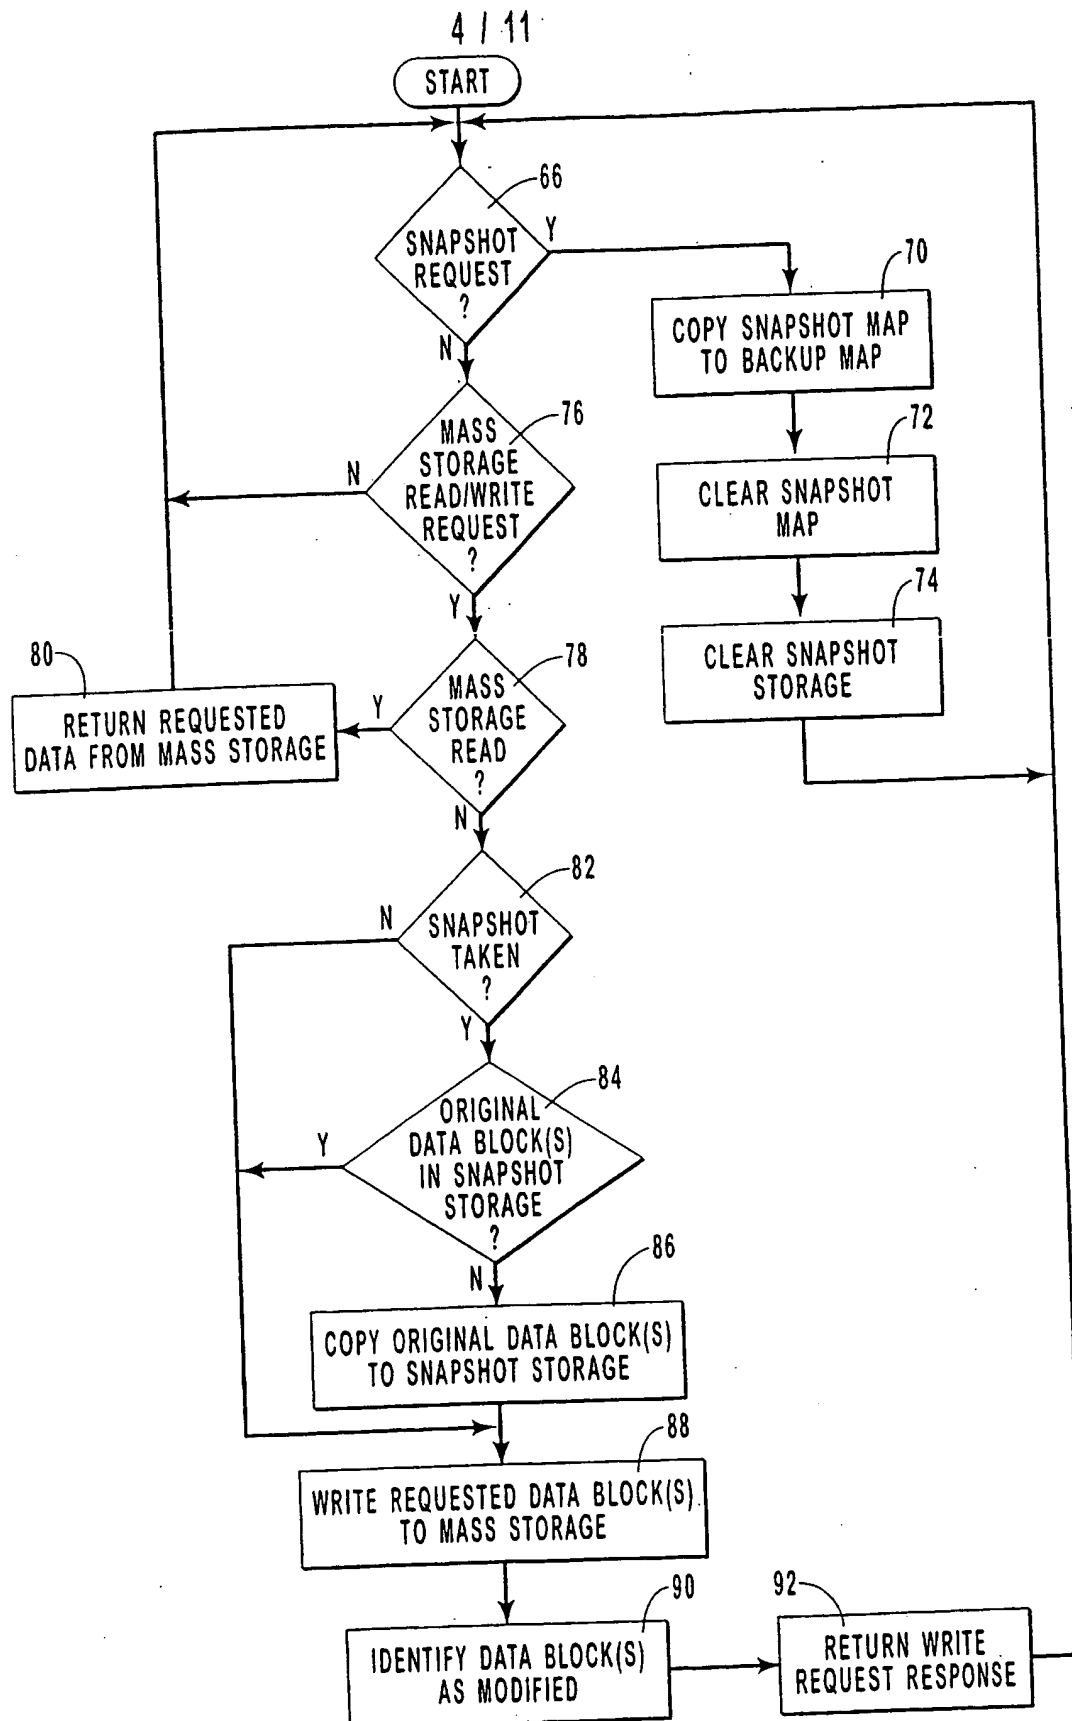 4 / 11
START
66
SNAPSHOT
REQUEST
?
Y
N
70
COPY SNAPSHOT MAP
TO BACKUP MAP
72
CLEAR SNAPSHOT
MAP
74
CLEAR SNAPSHOT
STORAGE
76
MASS
STORAGE
READ/WRITE
REQUEST
?
N
Y
78
MASS
STORAGE
READ
?
Y
N
80
RETURN REQUESTED
DATA FROM MASS STORAGE
82
SNAPSHOT
TAKEN
?
N
Y
84
ORIGINAL
DATA BLOCK(S)
IN SNAPSHOT
STORAGE
?
Y
N
86
COPY ORIGINAL DATA BLOCK(S)
TO SNAPSHOT STORAGE
88
WRITE REQUESTED DATA BLOCK(S)
TO MASS STORAGE
90
IDENTIFY DATA BLOCK(S)
AS MODIFIED
92
RETURN WRITE
REQUEST RESPONSE